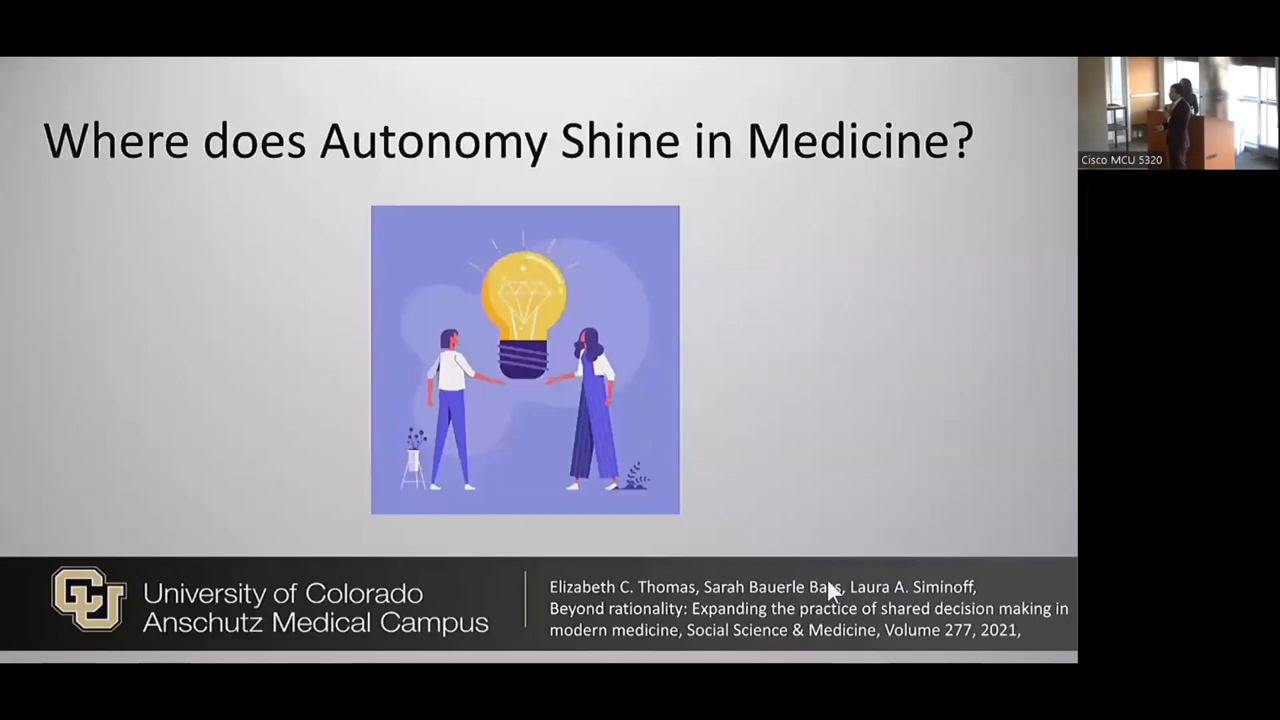 Where does Autonomy Shine in Medicine?
Cisco MCU 5320
CU
University of Colorado
Anschutz Medical Campus
Elizabeth C. Thomas, Sarah Bauerle Bass, Laura A. Siminoff,
Beyond rationality: Expanding the practice of shared decision making in
modern medicine, Social Science & Medicine, Volume 277, 2021,